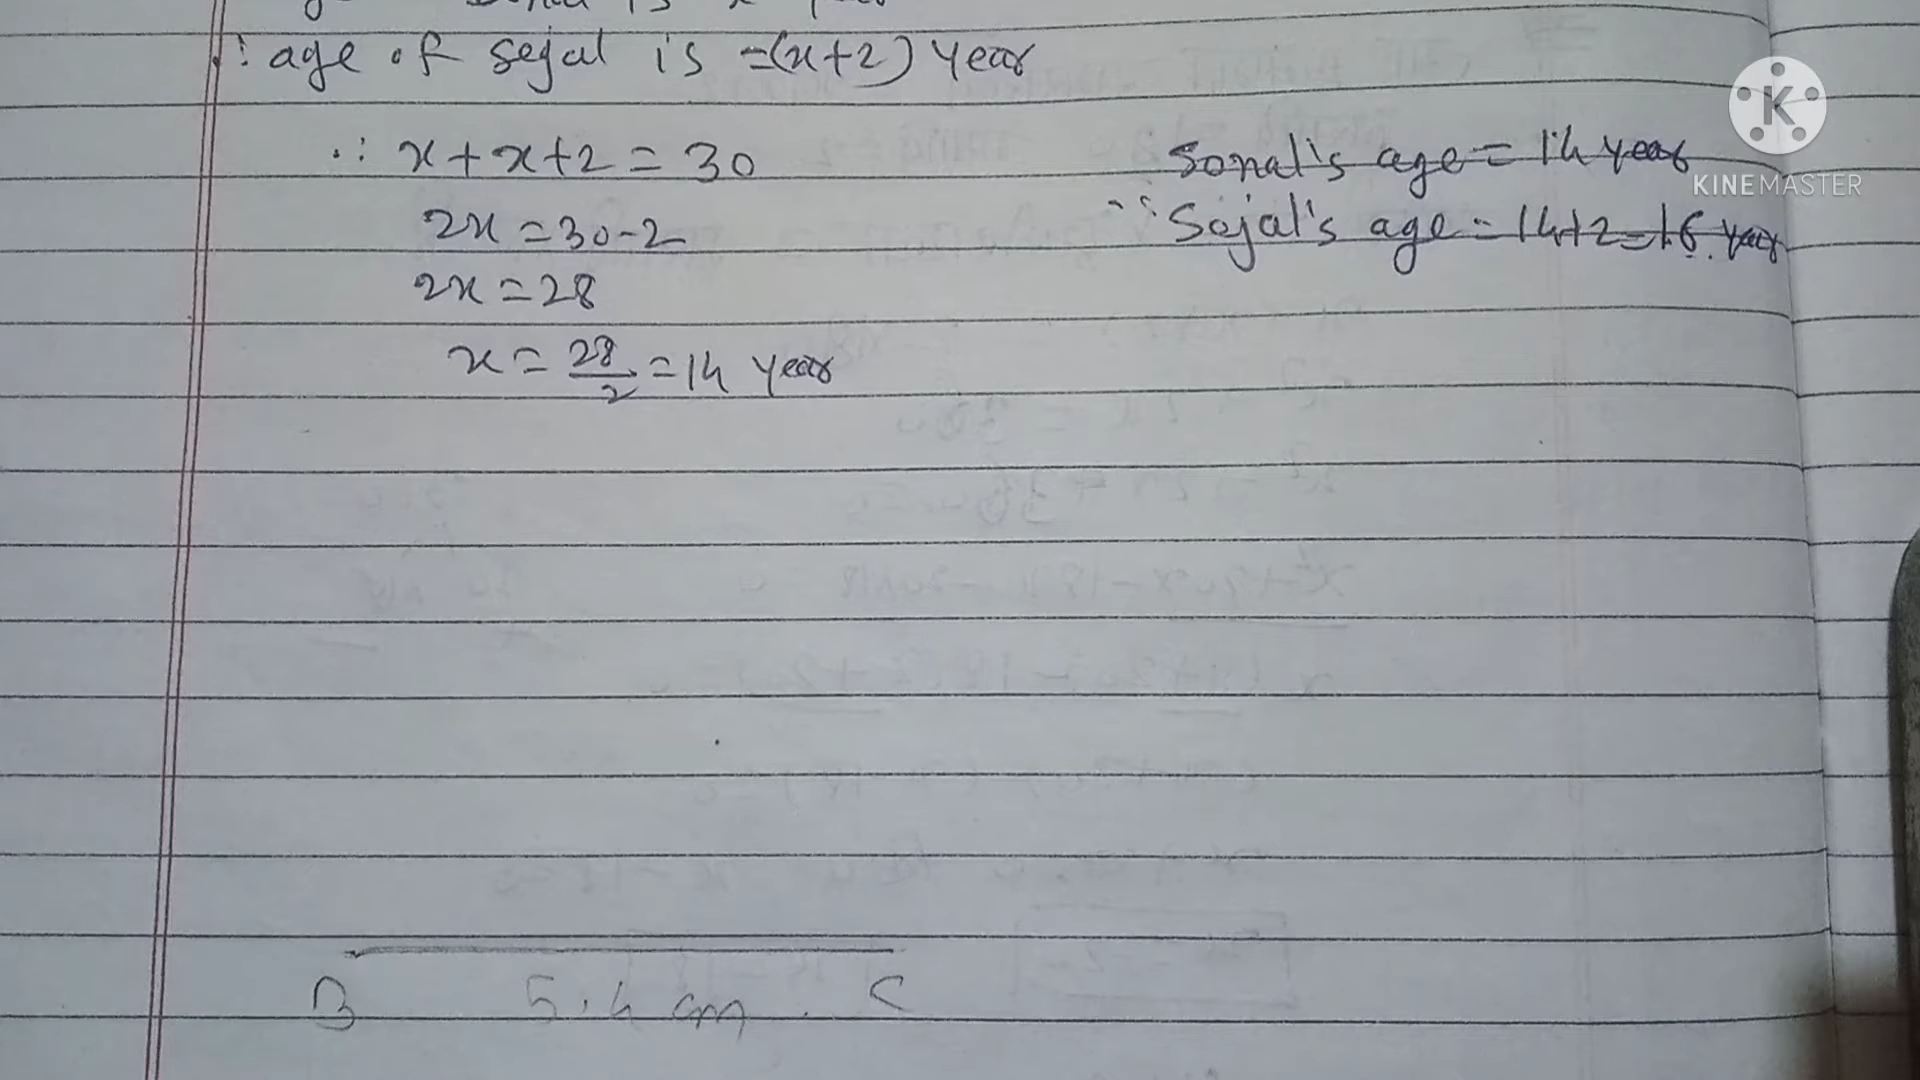 is x
∴ age of sejal is =(x+2) year
∴ x+x+2=30
2x=30-2
2x=28
x=28/2=14 year
Sonal's age=14 year
∴ Sejal's age=14+2=16 year
B 5.4 cm C
KINEMASTER